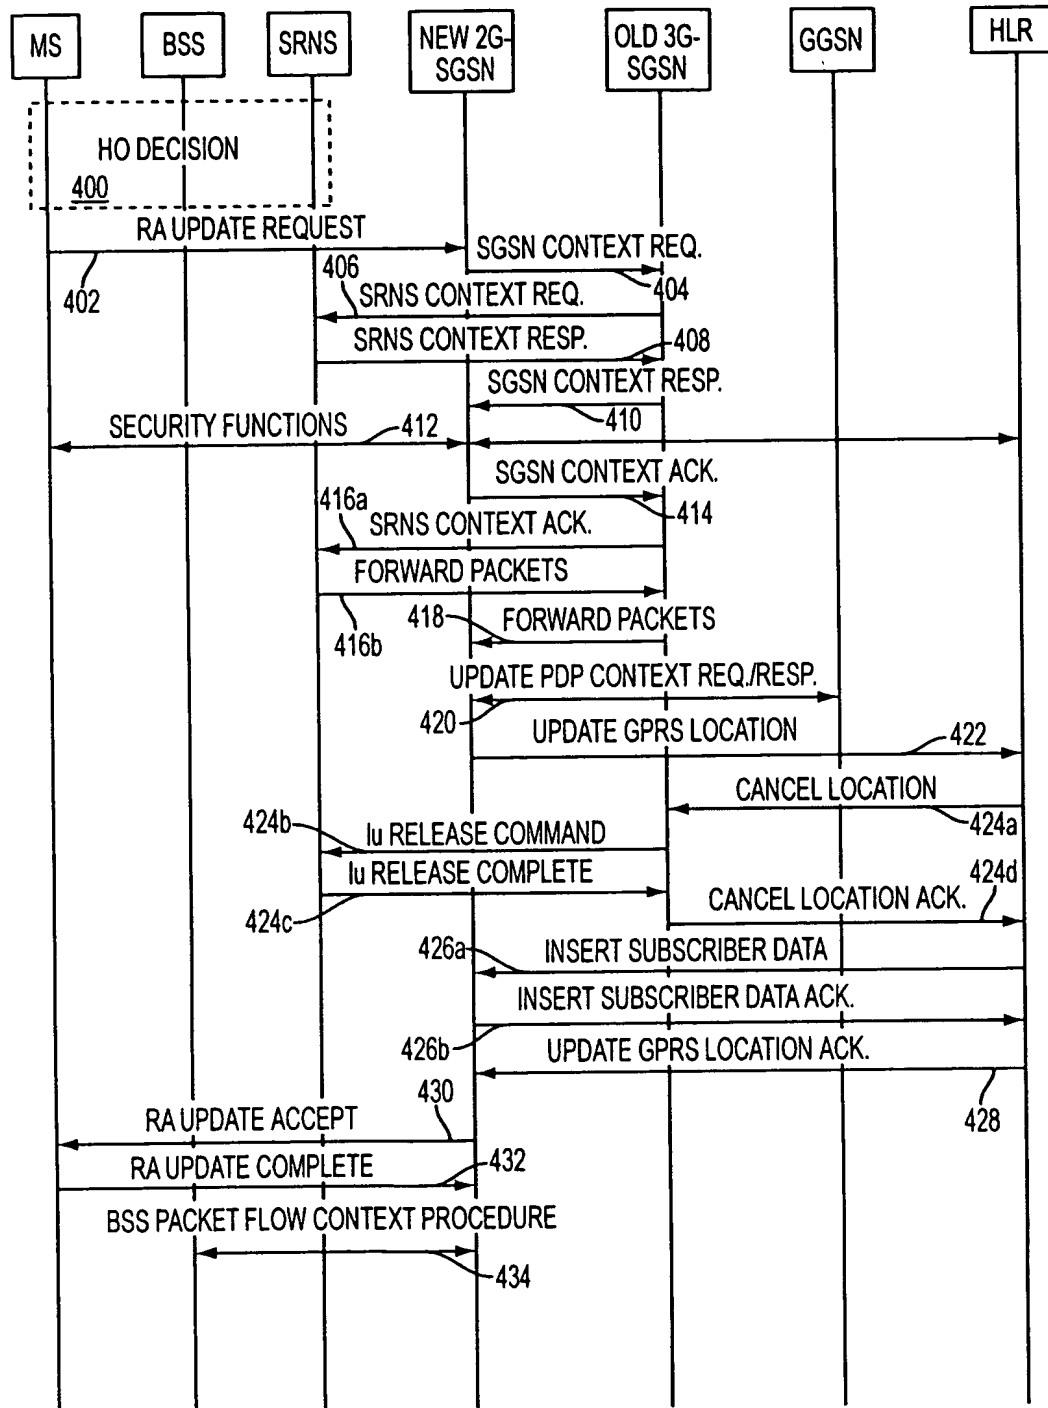 MS
BSS
SRNS
NEW 2G-
SGSN
OLD 3G-
SGSN
GGSN
HLR
HO DECISION
400
RA UPDATE REQUEST
402
SGSN CONTEXT REQ.
404
406
SRNS CONTEXT REQ.
SRNS CONTEXT RESP.
408
SGSN CONTEXT RESP.
410
SECURITY FUNCTIONS
412
SGSN CONTEXT ACK.
414
416a
SRNS CONTEXT ACK.
FORWARD PACKETS
416b
418
FORWARD PACKETS
UPDATE PDP CONTEXT REQ./RESP.
420
UPDATE GPRS LOCATION
422
CANCEL LOCATION
424a
424b
Iu RELEASE COMMAND
Iu RELEASE COMPLETE
424c
424d
CANCEL LOCATION ACK.
426a
INSERT SUBSCRIBER DATA
INSERT SUBSCRIBER DATA ACK.
426b
UPDATE GPRS LOCATION ACK.
428
430
RA UPDATE ACCEPT
RA UPDATE COMPLETE
432
BSS PACKET FLOW CONTEXT PROCEDURE
434